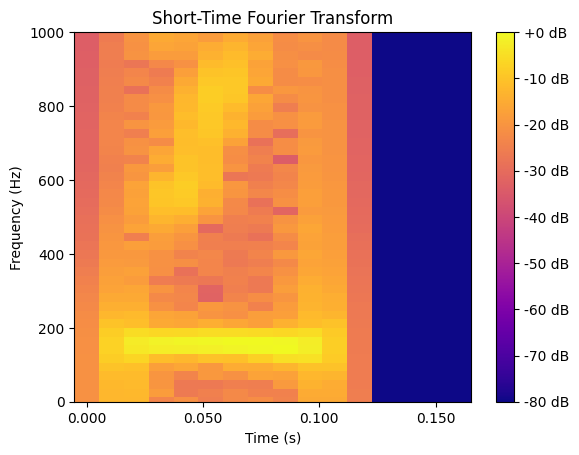 Short-Time Fourier Transform
1000
800
600
400
200
0
Frequency (Hz)
0.000
0.050
0.100
0.150
Time (s)
+0 dB
-10 dB
-20 dB
-30 dB
-40 dB
-50 dB
-60 dB
-70 dB
-80 dB